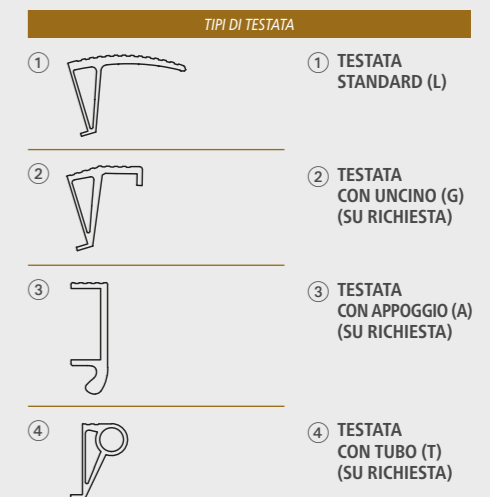 TIPI DI TESTATA
1
1 TESTATA
STANDARD (L)
2
2 TESTATA
CON UNCINO (G)
(SU RICHIESTA)
3
3 TESTATA
CON APPOGGIO (A)
(SU RICHIESTA)
4
4 TESTATA
CON TUBO (T)
(SU RICHIESTA)